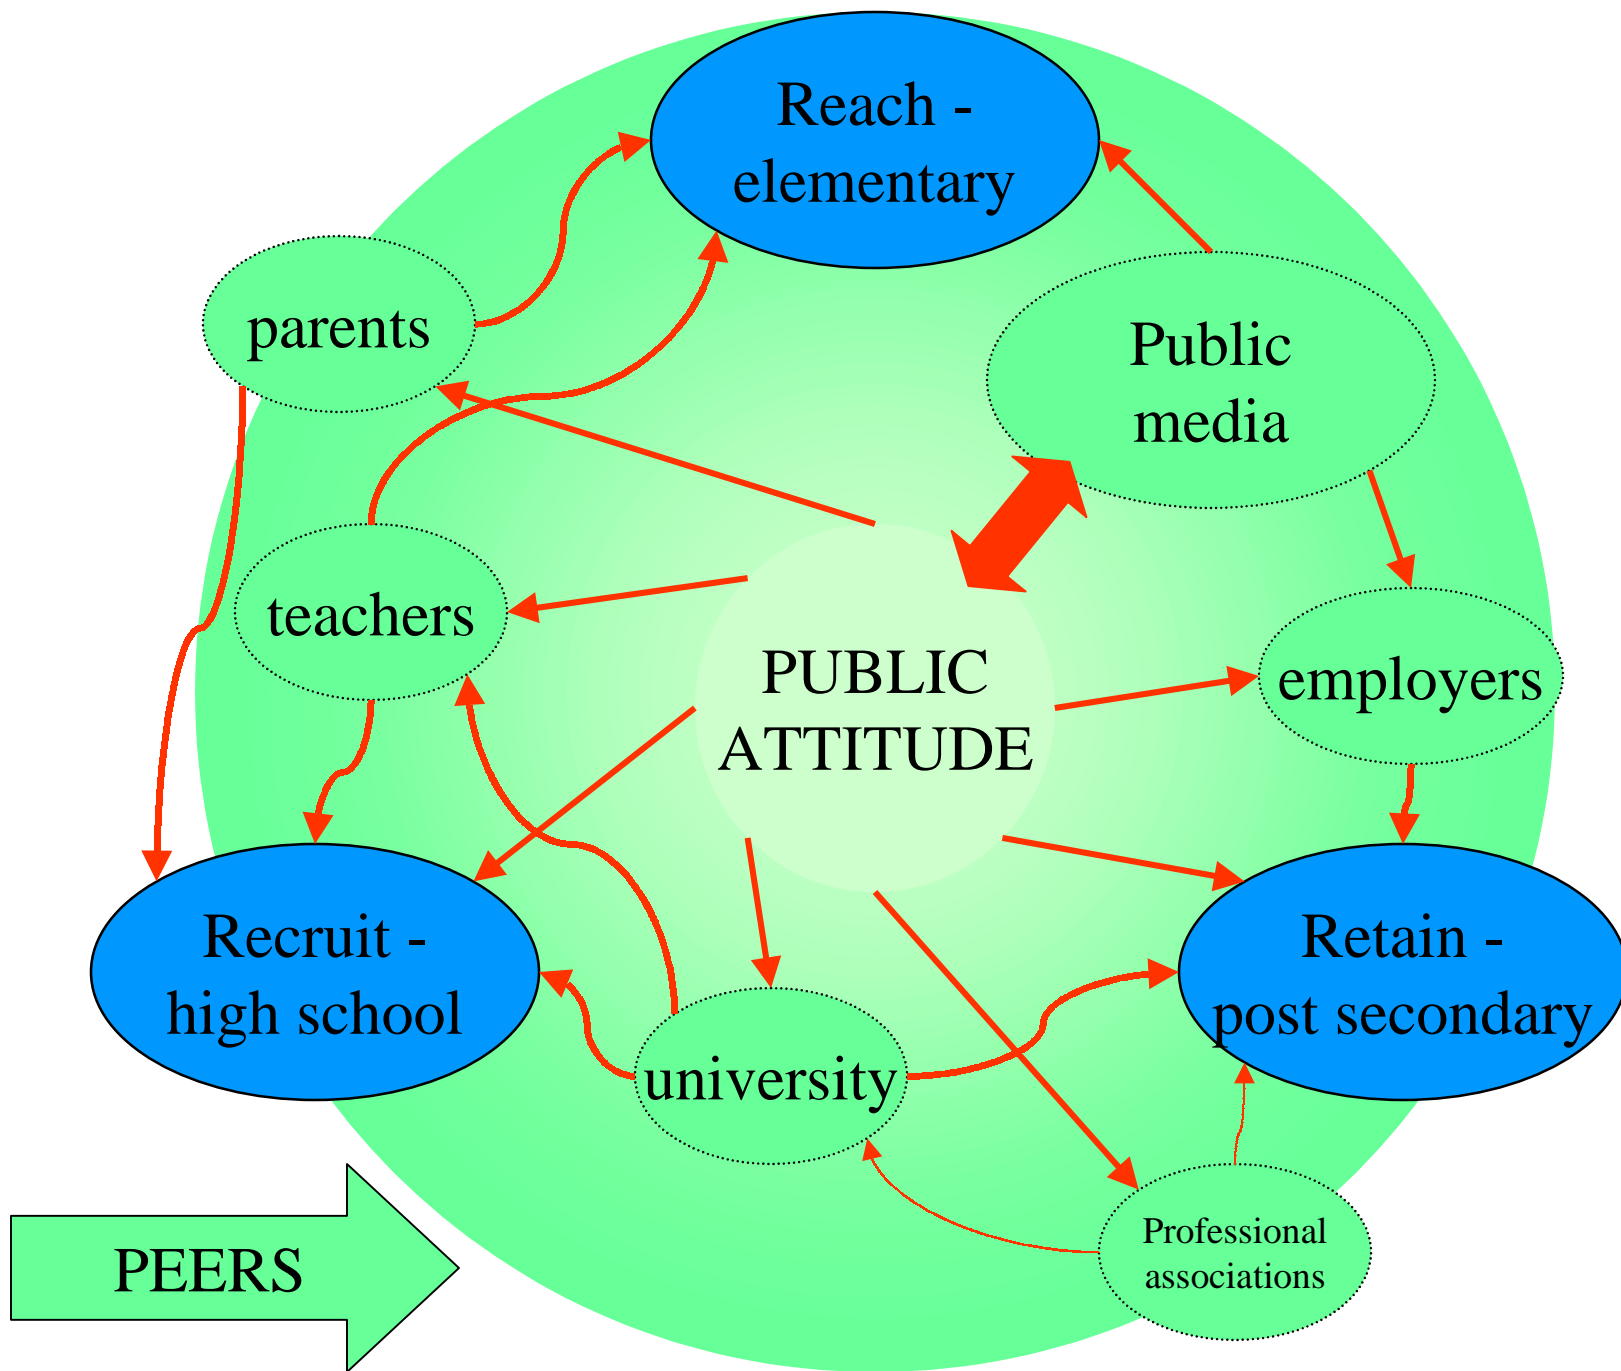 Reach -
elementary
parents
Public
media
teachers
PUBLIC
ATTITUDE
employers
Recruit -
high school
Retain -
post secondary
university
Professional
associations
PEERS